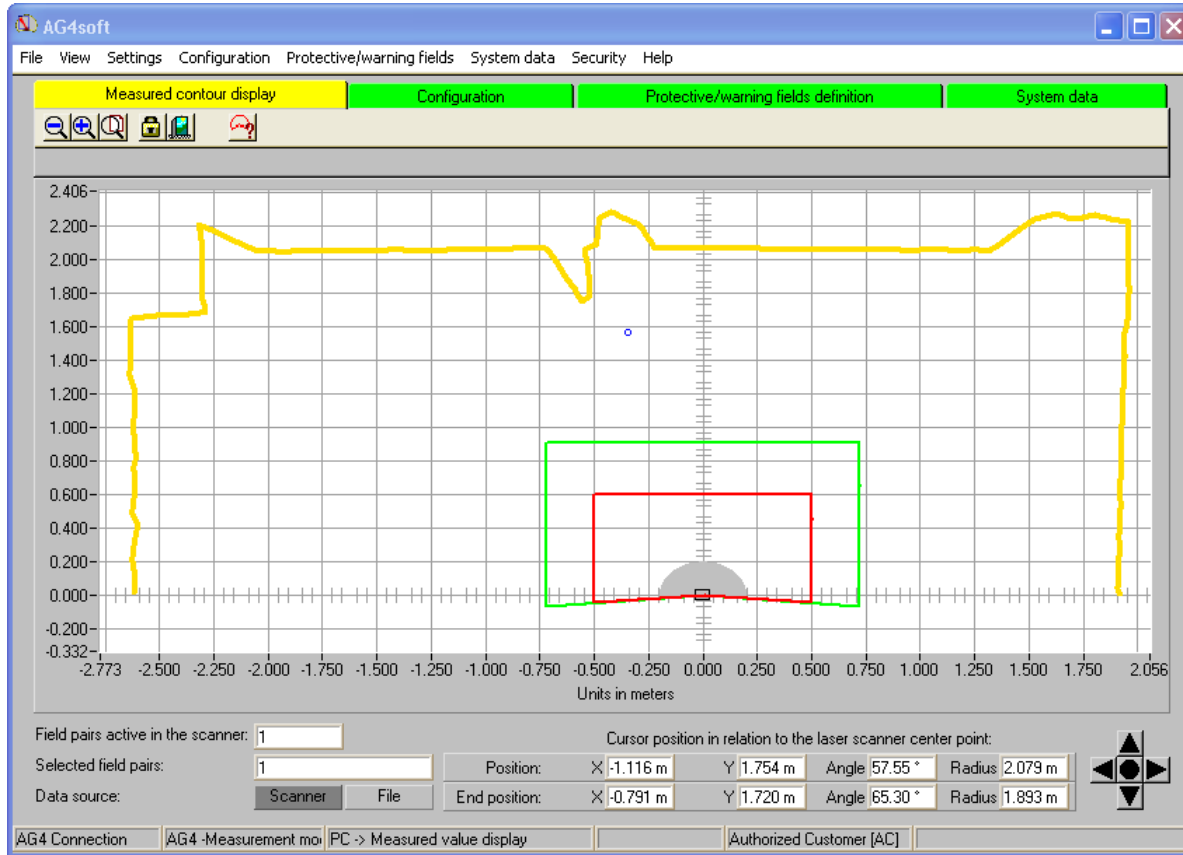 AG4soft
File View Settings Configuration Protective/warning fields System data Security Help
Measured contour display Configuration Protective/warning fields definition System data
2.406
2.200
2.000
1.800
1.600
1.400
1.200
1.000
0.800
0.600
0.400
0.200
0.000
-0.200
-0.332
-2.773 -2.500 -2.250 -2.000 -1.750 -1.500 -1.250 -1.000 -0.750 -0.500 -0.250 0.000 0.250 0.500 0.750 1.000 1.250 1.500 1.750 2.056
Units in meters
Field pairs active in the scanner: 1
Cursor position in relation to the laser scanner center point:
Selected field pairs: 1
Position: X -1.116 m Y 1.754 m Angle 57.55 ° Radius 2.079 m
Data source: Scanner File
End position: X -0.791 m Y 1.720 m Angle 65.30 ° Radius 1.893 m
AG4 Connection AG4 -Measurement mo PC -> Measured value display Authorized Customer [AC]